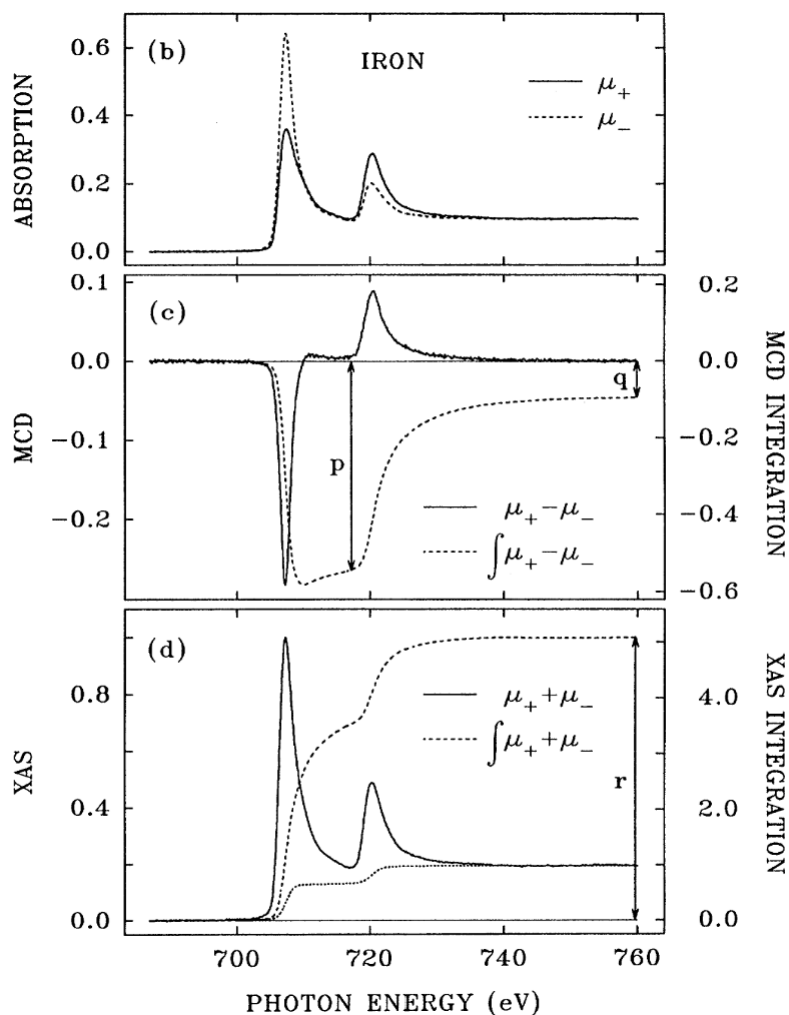 (b)
IRON
μ₊
μ₋
ABSORPTION
0.6
0.4
0.2
0.0
(c)
MCD
0.1
0.0
−0.1
−0.2
p
q
μ₊−μ₋
∫μ₊−μ₋
0.2
0.0
−0.2
−0.4
−0.6
MCD INTEGRATION
(d)
XAS
0.8
0.4
0.0
μ₊+μ₋
∫μ₊+μ₋
r
4.0
2.0
0.0
XAS INTEGRATION
700 720 740 760
PHOTON ENERGY (eV)